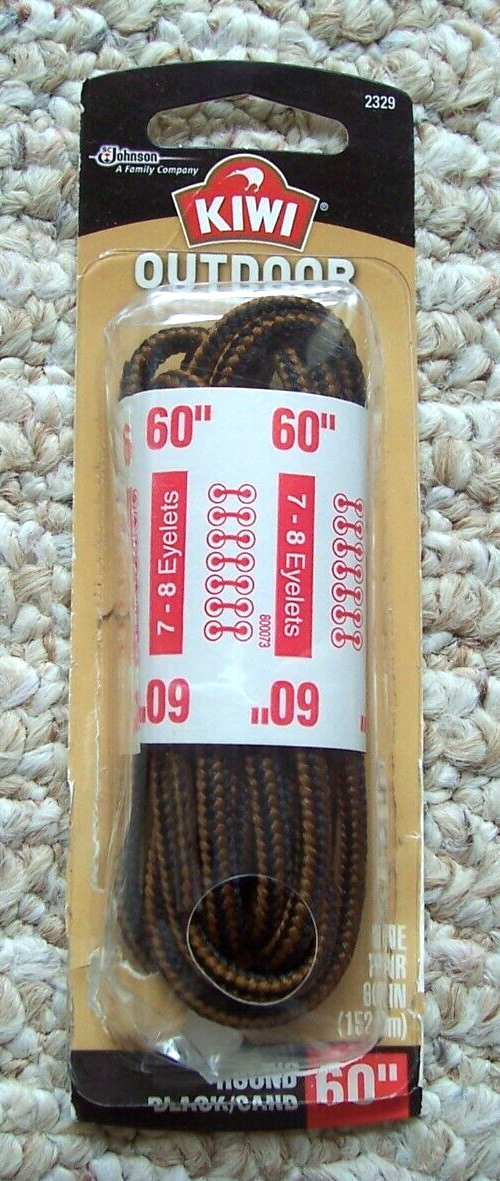 2329
Johnson
A Family Company
KIWI®
OUTDOOR
60" 60"
7 - 8 Eyelets
7 - 8 Eyelets
800073
60" 60"
ROUND
BLACK/SAND
60"